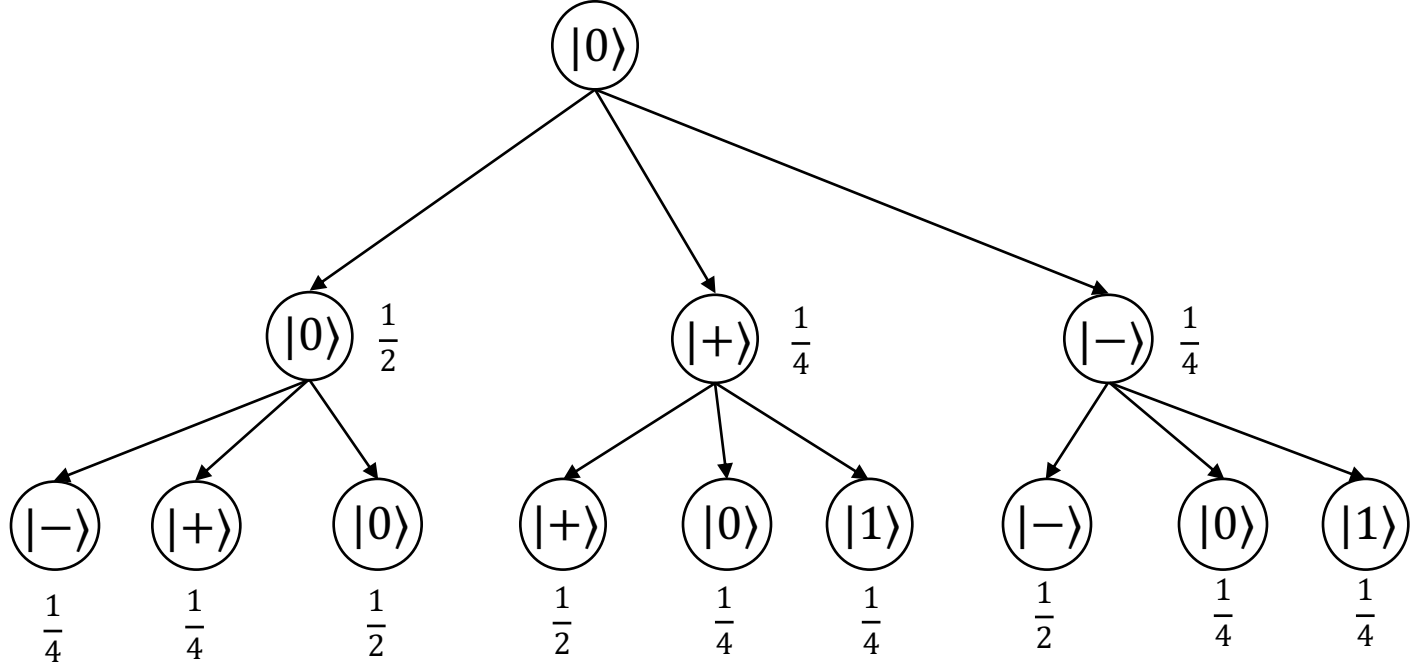 |0⟩
|0⟩ 1/2 |+⟩ 1/4 |−⟩ 1/4
|−⟩ |+⟩ |0⟩ |+⟩ |0⟩ |1⟩ |−⟩ |0⟩ |1⟩
1/4 1/4 1/2 1/2 1/4 1/4 1/2 1/4 1/4